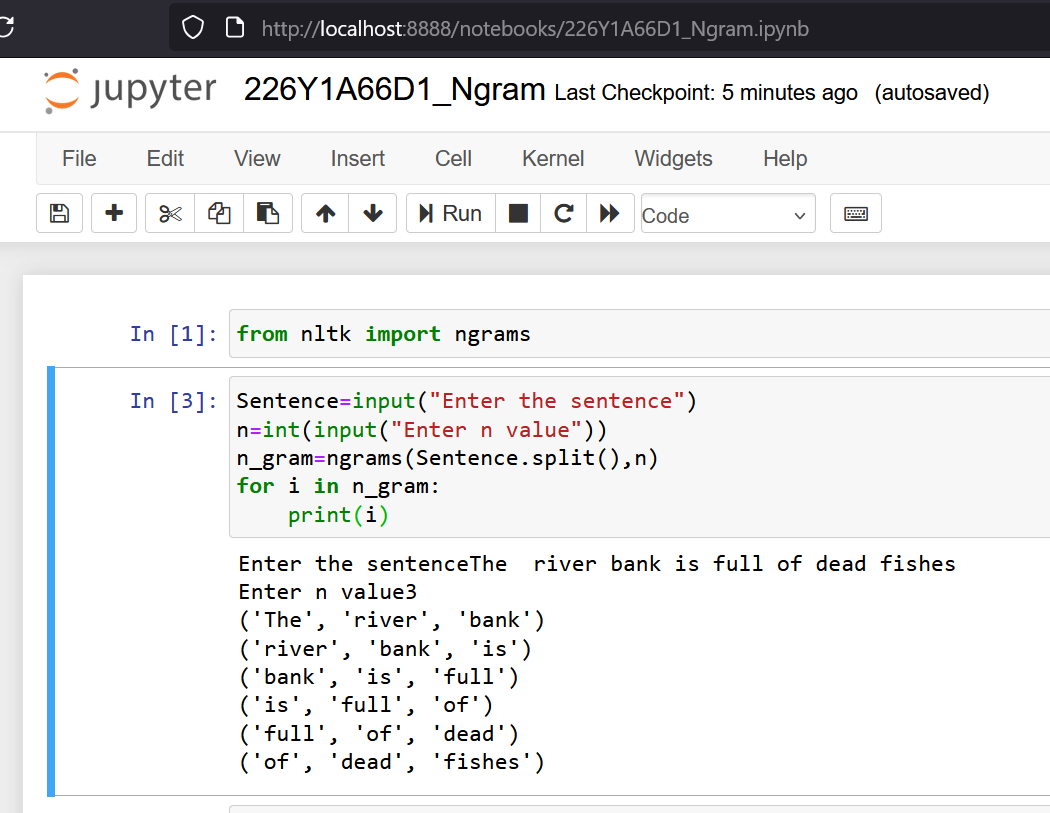 http://localhost:8888/notebooks/226Y1A66D1_Ngram.ipynb
jupyter 226Y1A66D1_Ngram Last Checkpoint: 5 minutes ago (autosaved)
File Edit View Insert Cell Kernel Widgets Help
Run Code
In [1]: from nltk import ngrams
In [3]: Sentence=input("Enter the sentence")
n=int(input("Enter n value"))
n_gram=ngrams(Sentence.split(),n)
for i in n_gram:
    print(i)
Enter the sentenceThe  river bank is full of dead fishes
Enter n value3
('The', 'river', 'bank')
('river', 'bank', 'is')
('bank', 'is', 'full')
('is', 'full', 'of')
('full', 'of', 'dead')
('of', 'dead', 'fishes')